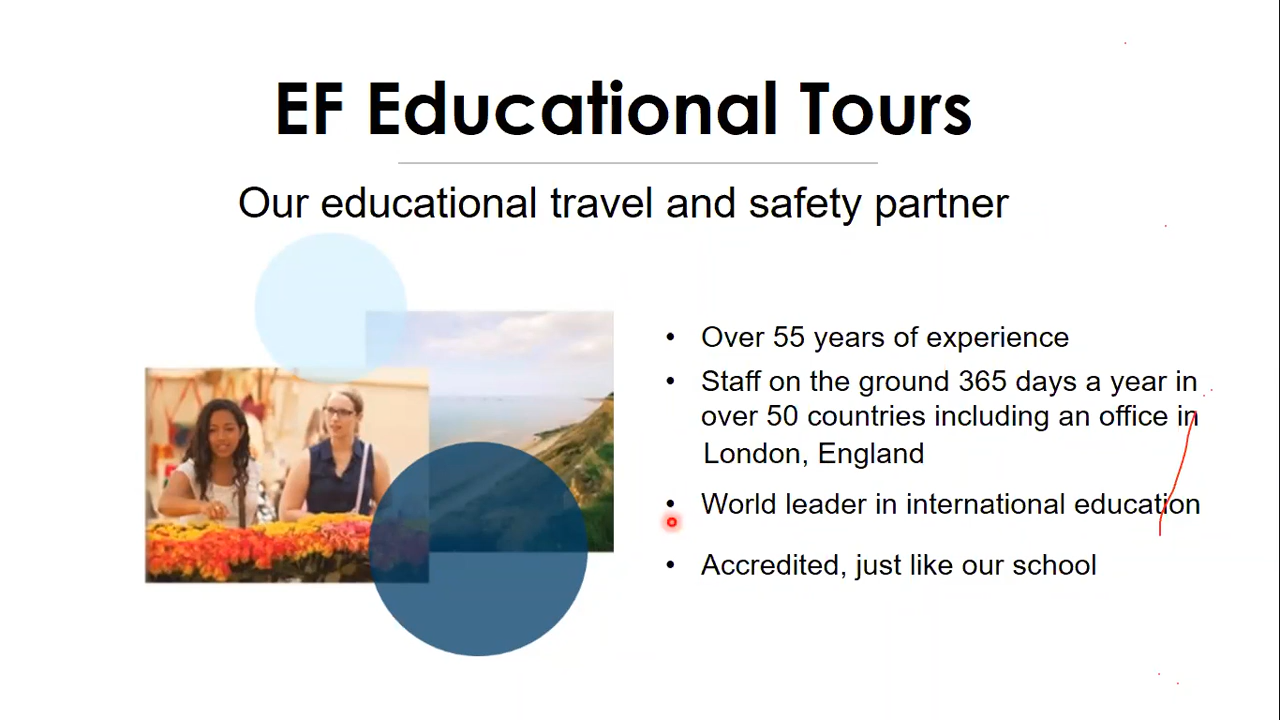 EF Educational Tours
Our educational travel and safety partner
• Over 55 years of experience
• Staff on the ground 365 days a year in
over 50 countries including an office in
London, England
• World leader in international education
• Accredited, just like our school